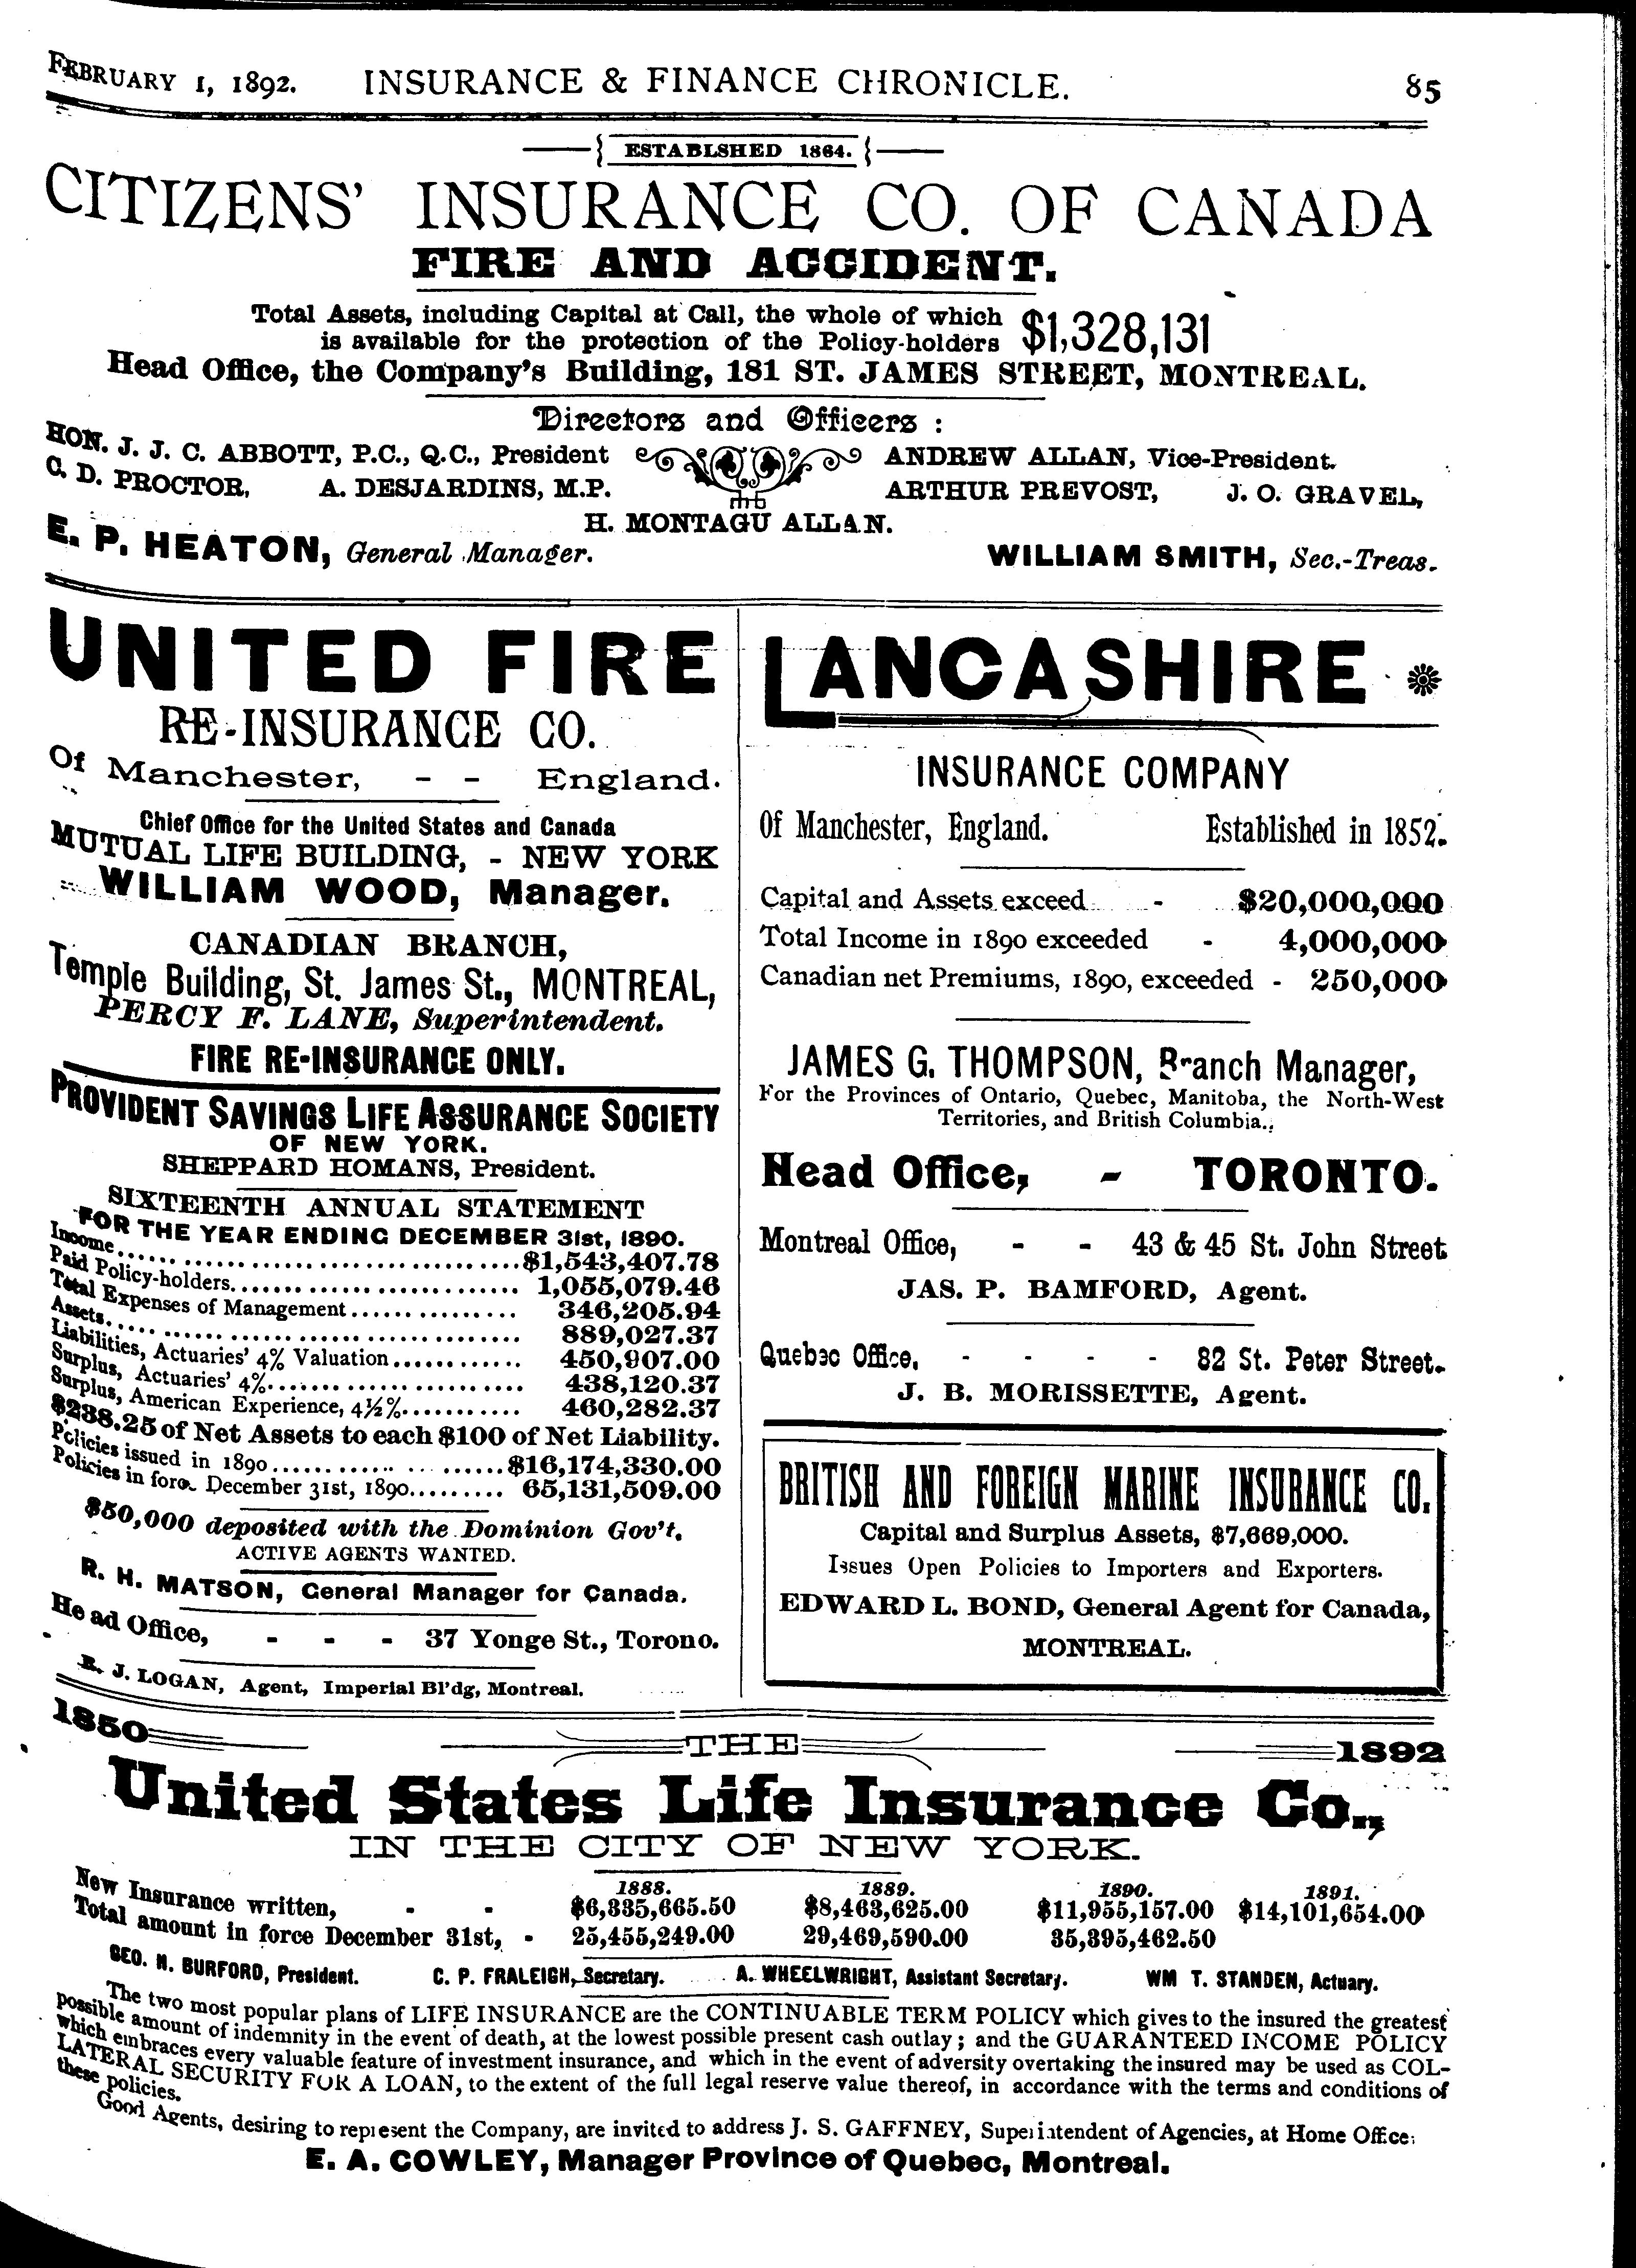 FEBRUARY 1, 1892. INSURANCE & FINANCE CHRONICLE. 85
ESTABLSHED 1864.
CITIZENS' INSURANCE CO. OF CANADA
FIRE AND ACCIDENT.
Total Assets, including Capital at Call, the whole of which
is available for the protection of the Policy-holders $1,328,131
Head Office, the Company's Building, 181 ST. JAMES STREET, MONTREAL.
Directors and Officers :
HON. J. J. C. ABBOTT, P.C., Q.C., President ANDREW ALLAN, Vice-President.
C. D. PROCTOR, A. DESJARDINS, M.P. ARTHUR PREVOST, J. O. GRAVEL,
H. MONTAGU ALLAN.
E. P. HEATON, General Manager. WILLIAM SMITH, Sec.-Treas.
UNITED FIRE
RE-INSURANCE CO.
Of Manchester, - - England.
Chief Office for the United States and Canada
MUTUAL LIFE BUILDING, - NEW YORK
WILLIAM WOOD, Manager.
CANADIAN BRANCH,
Temple Building, St. James St., MONTREAL,
PERCY F. LANE, Superintendent.
FIRE RE-INSURANCE ONLY.
PROVIDENT SAVINGS LIFE ASSURANCE SOCIETY
OF NEW YORK.
SHEPPARD HOMANS, President.
SIXTEENTH ANNUAL STATEMENT
FOR THE YEAR ENDING DECEMBER 31st, 1890.
Income........ $1,543,407.78
Paid Policy-holders........ 1,055,079.46
Total Expenses of Management........ 346,205.94
Assets........ 889,027.37
Liabilities, Actuaries' 4% Valuation........ 450,907.00
Surplus, Actuaries' 4%........ 438,120.37
Surplus, American Experience, 4½%........ 460,282.37
$238.25 of Net Assets to each $100 of Net Liability.
Policies issued in 1890........ $16,174,330.00
Policies in force December 31st, 1890........ 65,131,509.00
$50,000 deposited with the Dominion Gov't.
ACTIVE AGENTS WANTED.
R. H. MATSON, General Manager for Canada.
Head Office, - - - 37 Yonge St., Torono.
R. J. LOGAN, Agent, Imperial Bl'dg, Montreal.
LANCASHIRE
INSURANCE COMPANY
Of Manchester, England. Established in 1852.
Capital and Assets exceed - $20,000,000
Total Income in 1890 exceeded - 4,000,000
Canadian net Premiums, 1890, exceeded - 250,000
JAMES G. THOMPSON, Branch Manager,
For the Provinces of Ontario, Quebec, Manitoba, the North-West
Territories, and British Columbia.
Head Office, - TORONTO.
Montreal Office, - - 43 & 45 St. John Street
JAS. P. BAMFORD, Agent.
Quebec Office, - - - - 82 St. Peter Street.
J. B. MORISSETTE, Agent.
BRITISH AND FOREIGN MARINE INSURANCE CO.
Capital and Surplus Assets, $7,669,000.
Issues Open Policies to Importers and Exporters.
EDWARD L. BOND, General Agent for Canada,
MONTREAL.
1850 THE 1892
United States Life Insurance Co.,
IN THE CITY OF NEW YORK.
1888. 1889. 1890. 1891.
New Insurance written, - - $6,335,665.50 $8,463,625.00 $11,955,157.00 $14,101,654.00
Total amount in force December 31st, - 25,455,249.00 29,469,590.00 35,395,462.50
GEO. H. BURFORD, President. C. P. FRALEIGH, Secretary. A. WHEELWRIGHT, Assistant Secretary. WM T. STANDEN, Actuary.
The two most popular plans of LIFE INSURANCE are the CONTINUABLE TERM POLICY which gives to the insured the greatest
possible amount of indemnity in the event of death, at the lowest possible present cash outlay; and the GUARANTEED INCOME POLICY
which embraces every valuable feature of investment insurance, and which in the event of adversity overtaking the insured may be used as COL-
LATERAL SECURITY FOR A LOAN, to the extent of the full legal reserve value thereof, in accordance with the terms and conditions of
these policies.
Good Agents, desiring to represent the Company, are invited to address J. S. GAFFNEY, Superintendent of Agencies, at Home Office:
E. A. COWLEY, Manager Province of Quebec, Montreal.